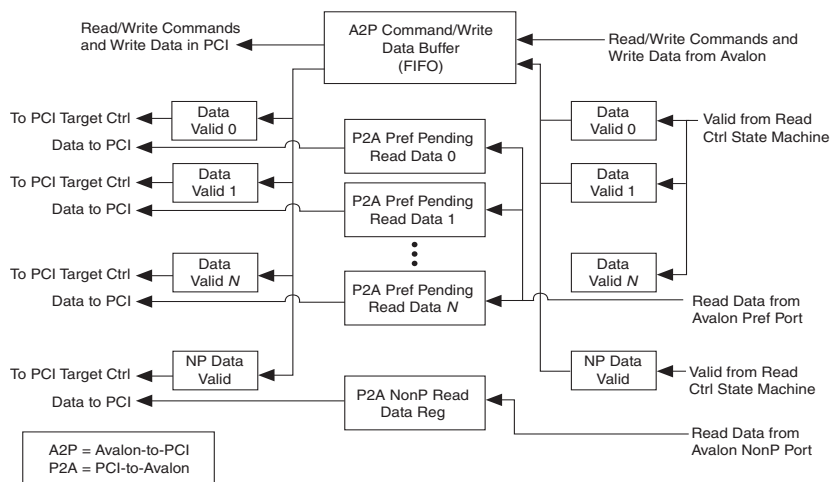 Read/Write Commands
and Write Data in PCI
A2P Command/Write
Data Buffer
(FIFO)
Read/Write Commands and
Write Data from Avalon
To PCI Target Ctrl
Data
Valid 0
Data to PCI
P2A Pref Pending
Read Data 0
Data
Valid 0
Valid from Read
Ctrl State Machine
To PCI Target Ctrl
Data
Valid 1
Data to PCI
P2A Pref Pending
Read Data 1
Data
Valid 1
To PCI Target Ctrl
Data
Valid N
Data to PCI
P2A Pref Pending
Read Data N
Data
Valid N
Read Data from
Avalon Pref Port
To PCI Target Ctrl
NP Data
Valid
Data to PCI
P2A NonP Read
Data Reg
NP Data
Valid
Valid from Read
Ctrl State Machine
Read Data from
Avalon NonP Port
A2P = Avalon-to-PCI
P2A = PCI-to-Avalon